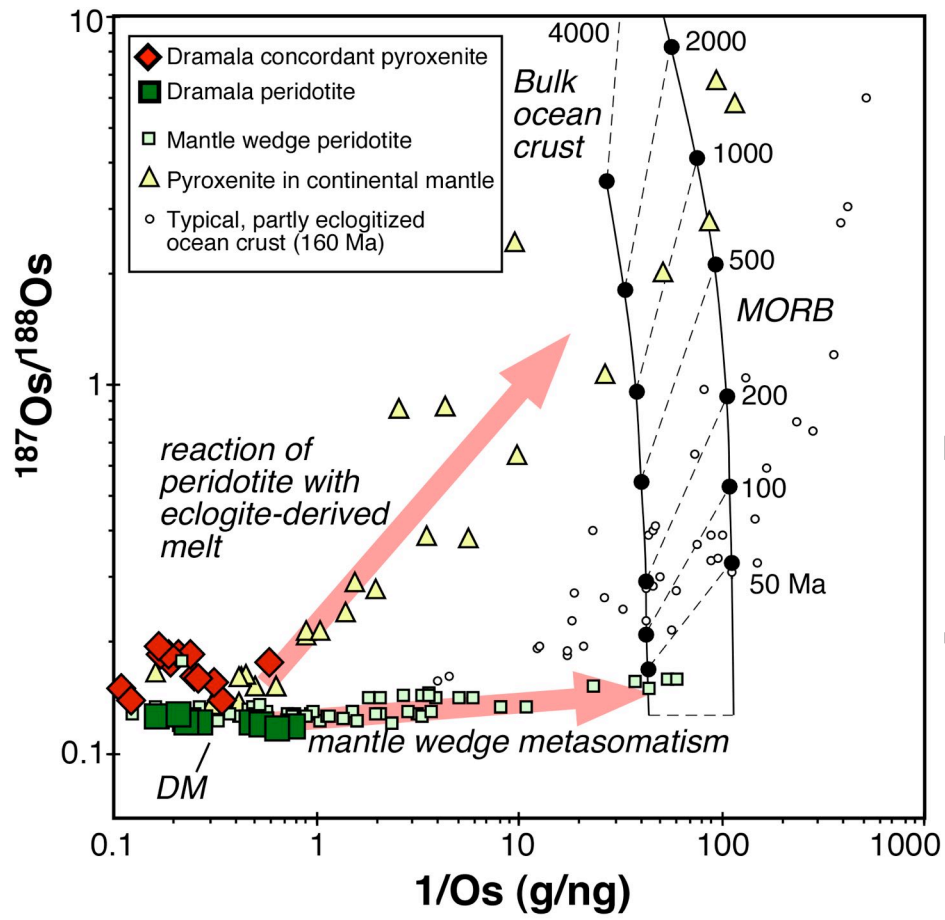 10
1
0.1
187Os/188Os
Dramala concordant pyroxenite
Dramala peridotite
Mantle wedge peridotite
Pyroxenite in continental mantle
Typical, partly eclogitized
ocean crust (160 Ma)
4000
2000
Bulk
ocean
crust
1000
500
MORB
200
100
50 Ma
reaction of
peridotite with
eclogite-derived
melt
mantle wedge metasomatism
DM
0.1
1
10
100
1000
1/Os (g/ng)